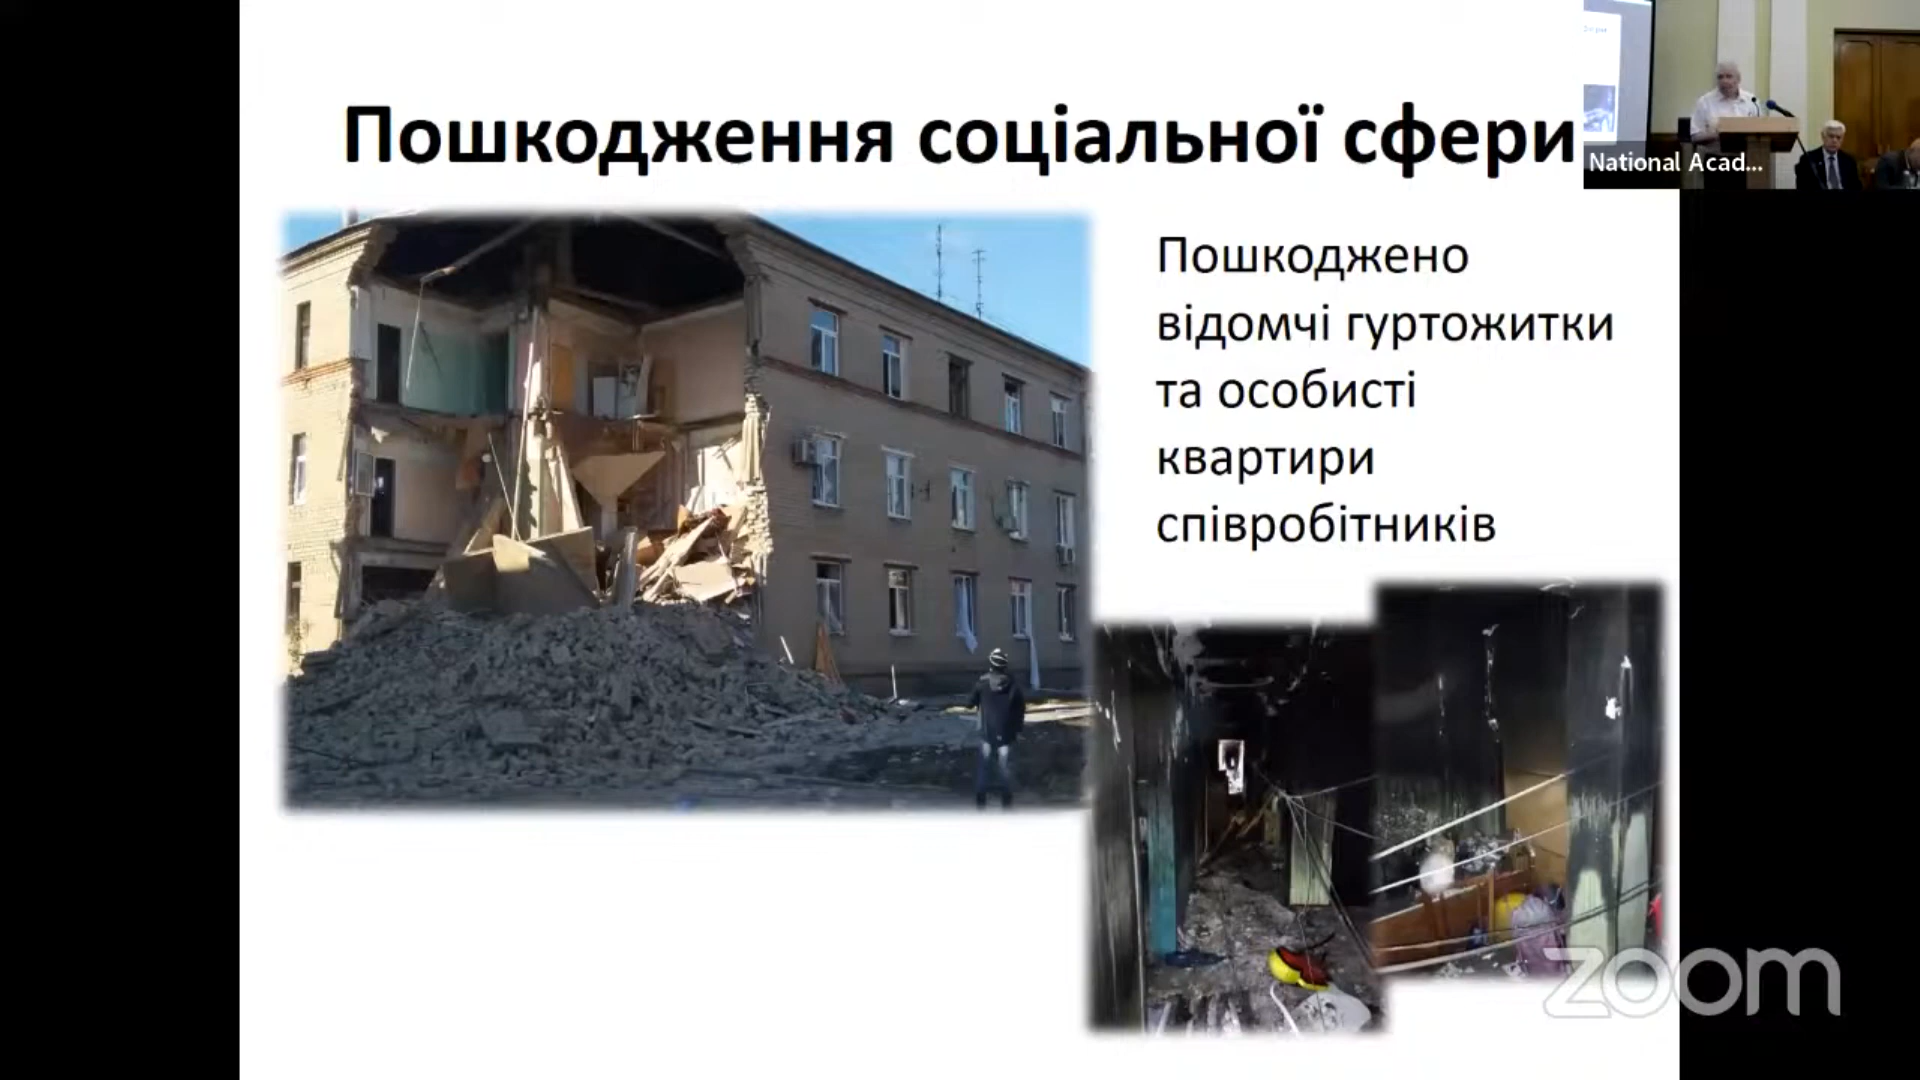 Пошкодження соціальної сфери
National Acad...
Пошкоджено
відомчі гуртожитки
та особисті
квартири
співробітників
zoom